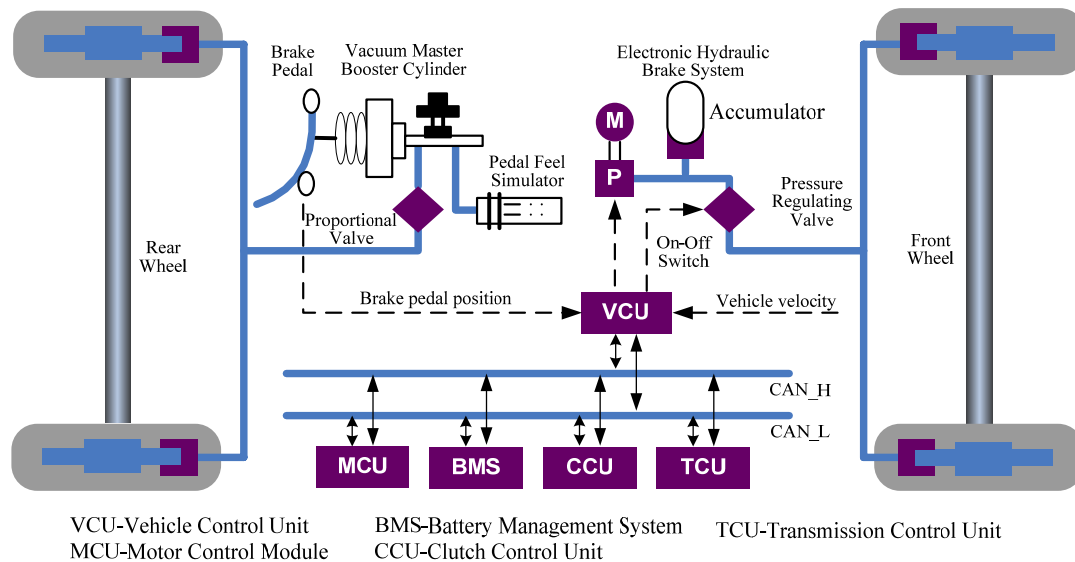 Brake
Pedal
Vacuum Master
Booster Cylinder
Electronic Hydraulic
Brake System
Accumulator
M
P
Pedal Feel
Simulator
Pressure
Regulating
Valve
Proportional
Valve
On-Off
Switch
Rear
Wheel
Front
Wheel
Brake pedal position
VCU
Vehicle velocity
CAN_H
CAN_L
MCU
BMS
CCU
TCU
VCU-Vehicle Control Unit
BMS-Battery Management System
TCU-Transmission Control Unit
MCU-Motor Control Module
CCU-Clutch Control Unit